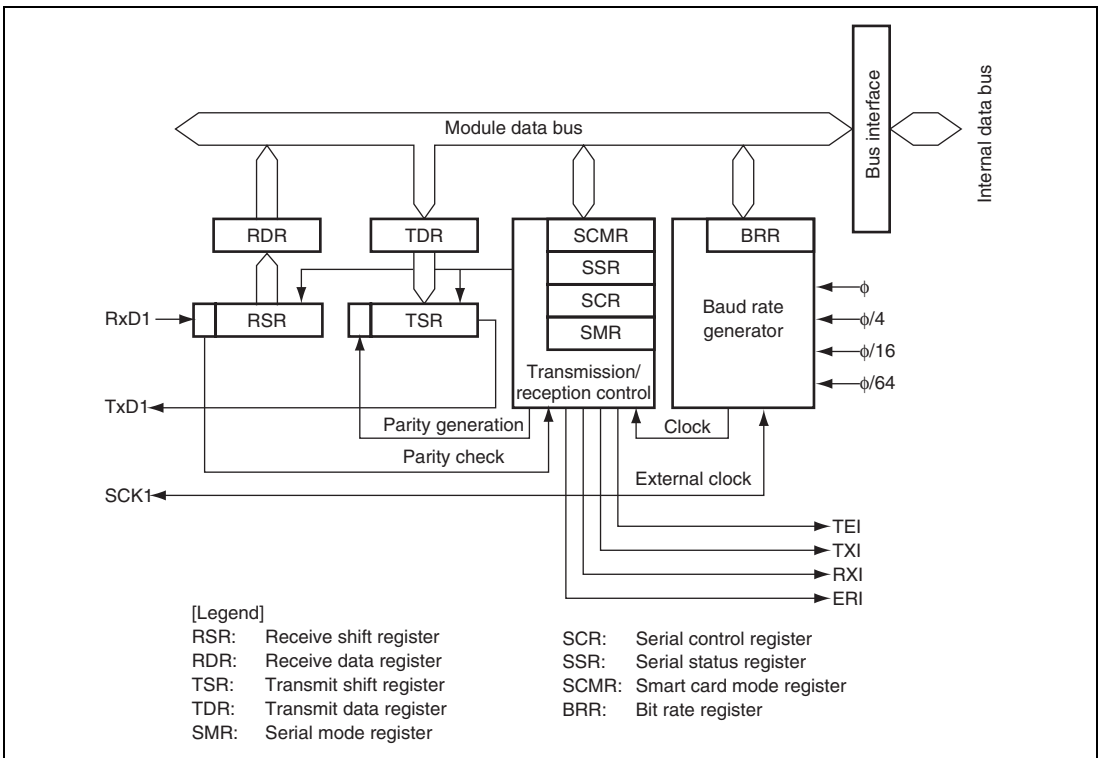 Module data bus
Bus interface
Internal data bus
RDR
TDR
SCMR
BRR
SSR
SCR
SMR
RxD1
RSR
TSR
Baud rate
generator
ϕ
ϕ/4
ϕ/16
ϕ/64
Transmission/
reception control
TxD1
Parity generation
Clock
Parity check
External clock
SCK1
TEI
TXI
RXI
ERI
[Legend]
RSR: Receive shift register
RDR: Receive data register
TSR: Transmit shift register
TDR: Transmit data register
SMR: Serial mode register
SCR: Serial control register
SSR: Serial status register
SCMR: Smart card mode register
BRR: Bit rate register